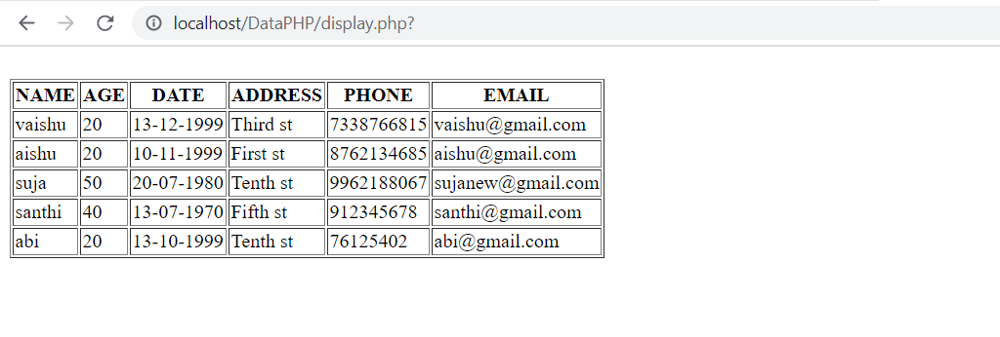 localhost/DataPHP/display.php?
NAME AGE DATE ADDRESS PHONE EMAIL
vaishu 20 13-12-1999 Third st 7338766815 vaishu@gmail.com
aishu 20 10-11-1999 First st 8762134685 aishu@gmail.com
suja 50 20-07-1980 Tenth st 9962188067 sujanew@gmail.com
santhi 40 13-07-1970 Fifth st 912345678 santhi@gmail.com
abi 20 13-10-1999 Tenth st 76125402 abi@gmail.com